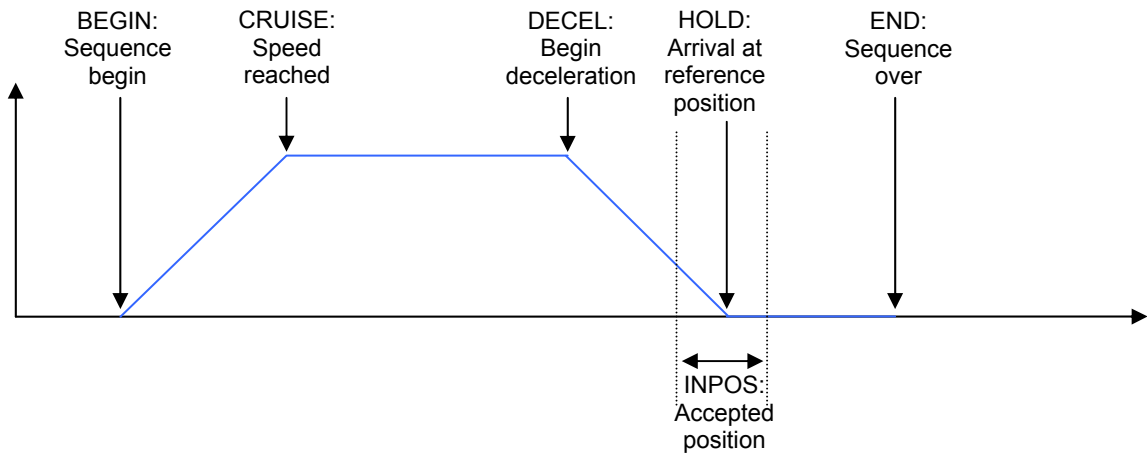 BEGIN:
Sequence
begin
CRUISE:
Speed
reached
DECEL:
Begin
deceleration
HOLD:
Arrival at
reference
position
END:
Sequence
over
INPOS:
Accepted
position